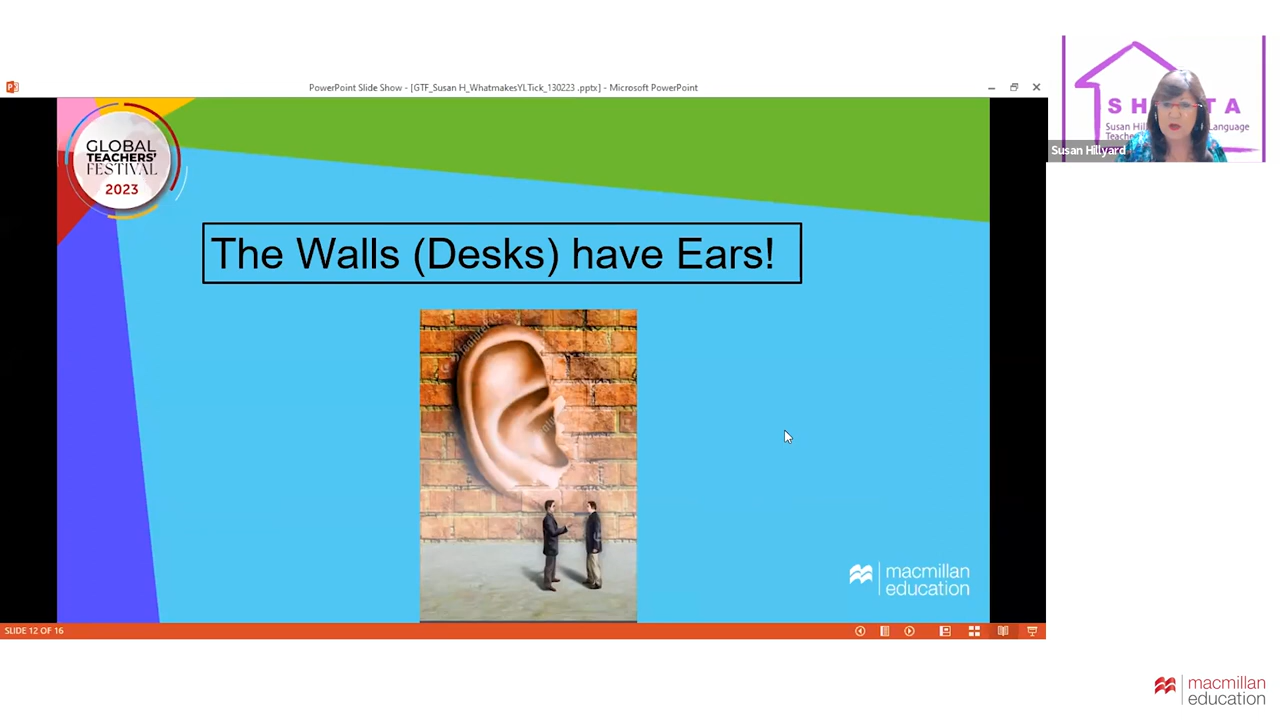 PowerPoint Slide Show - [GTF_Susan H_WhatmakesYLTick_130223 .pptx] - Microsoft PowerPoint
GLOBAL
TEACHERS'
FESTIVAL
2023
The Walls (Desks) have Ears!
macmillan
education
SLIDE 12 OF 16
Susan Hillyard
macmillan
education